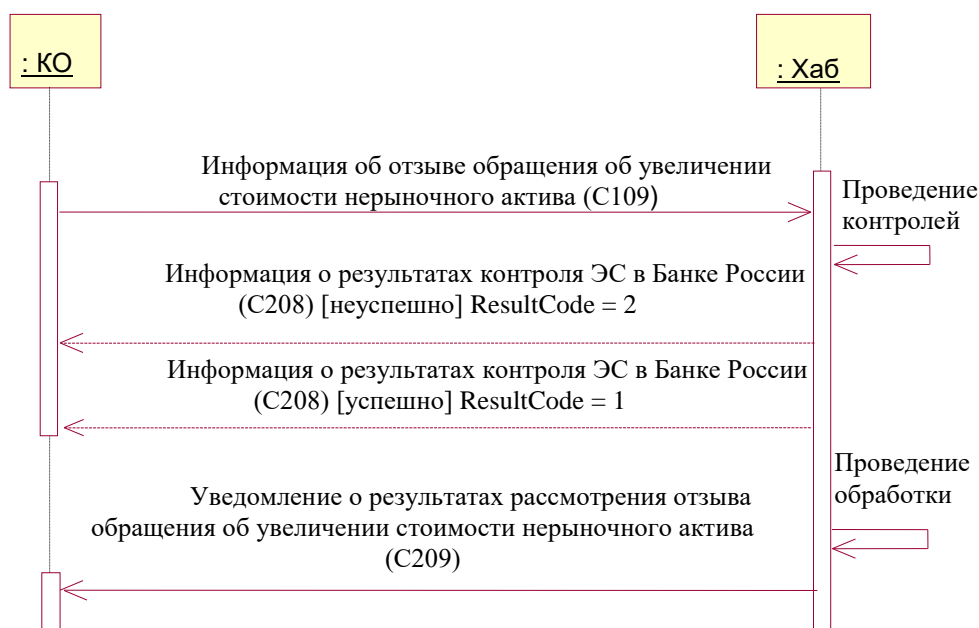 : КО
: Хаб
Информация об отзыве обращения об увеличении
стоимости нерыночного актива (C109)
Проведение
контролей
Информация о результатах контроля ЭС в Банке России
(C208) [неуспешно] ResultCode = 2
Информация о результатах контроля ЭС в Банке России
(C208) [успешно] ResultCode = 1
Проведение
обработки
Уведомление о результатах рассмотрения отзыва
обращения об увеличении стоимости нерыночного актива
(C209)